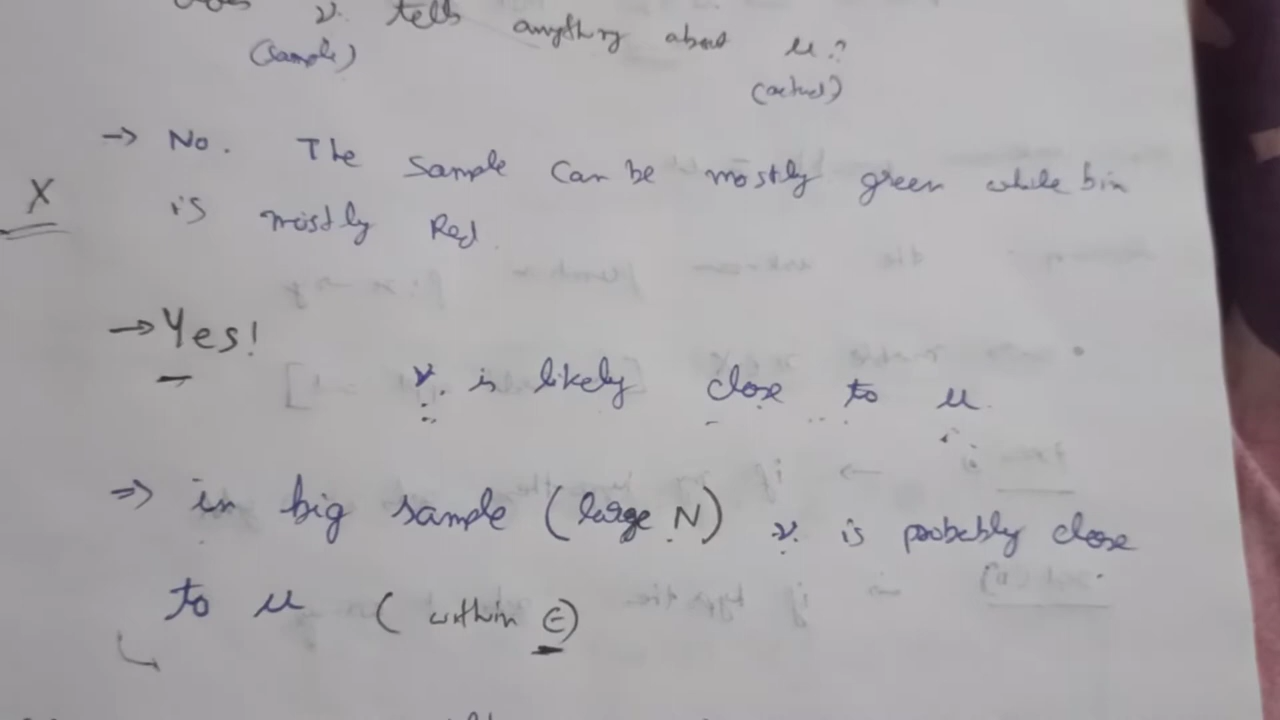 ν. tells anything about μ?
(sample) (actual)
→ No. The sample can be mostly green while bin
X
is mostly Red.
→ Yes!
ν. is likely close to μ.
⇒ in big sample (large N) ν. is probably close
to μ (within ∈)